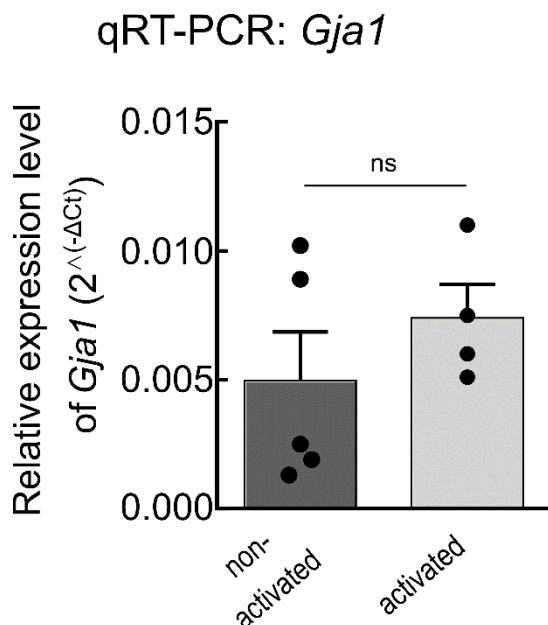 qRT-PCR: Gja1
Relative expression level
of Gja1 (2^(-ΔCt))
0.015
0.010
0.005
0.000
ns
non-
activated
activated